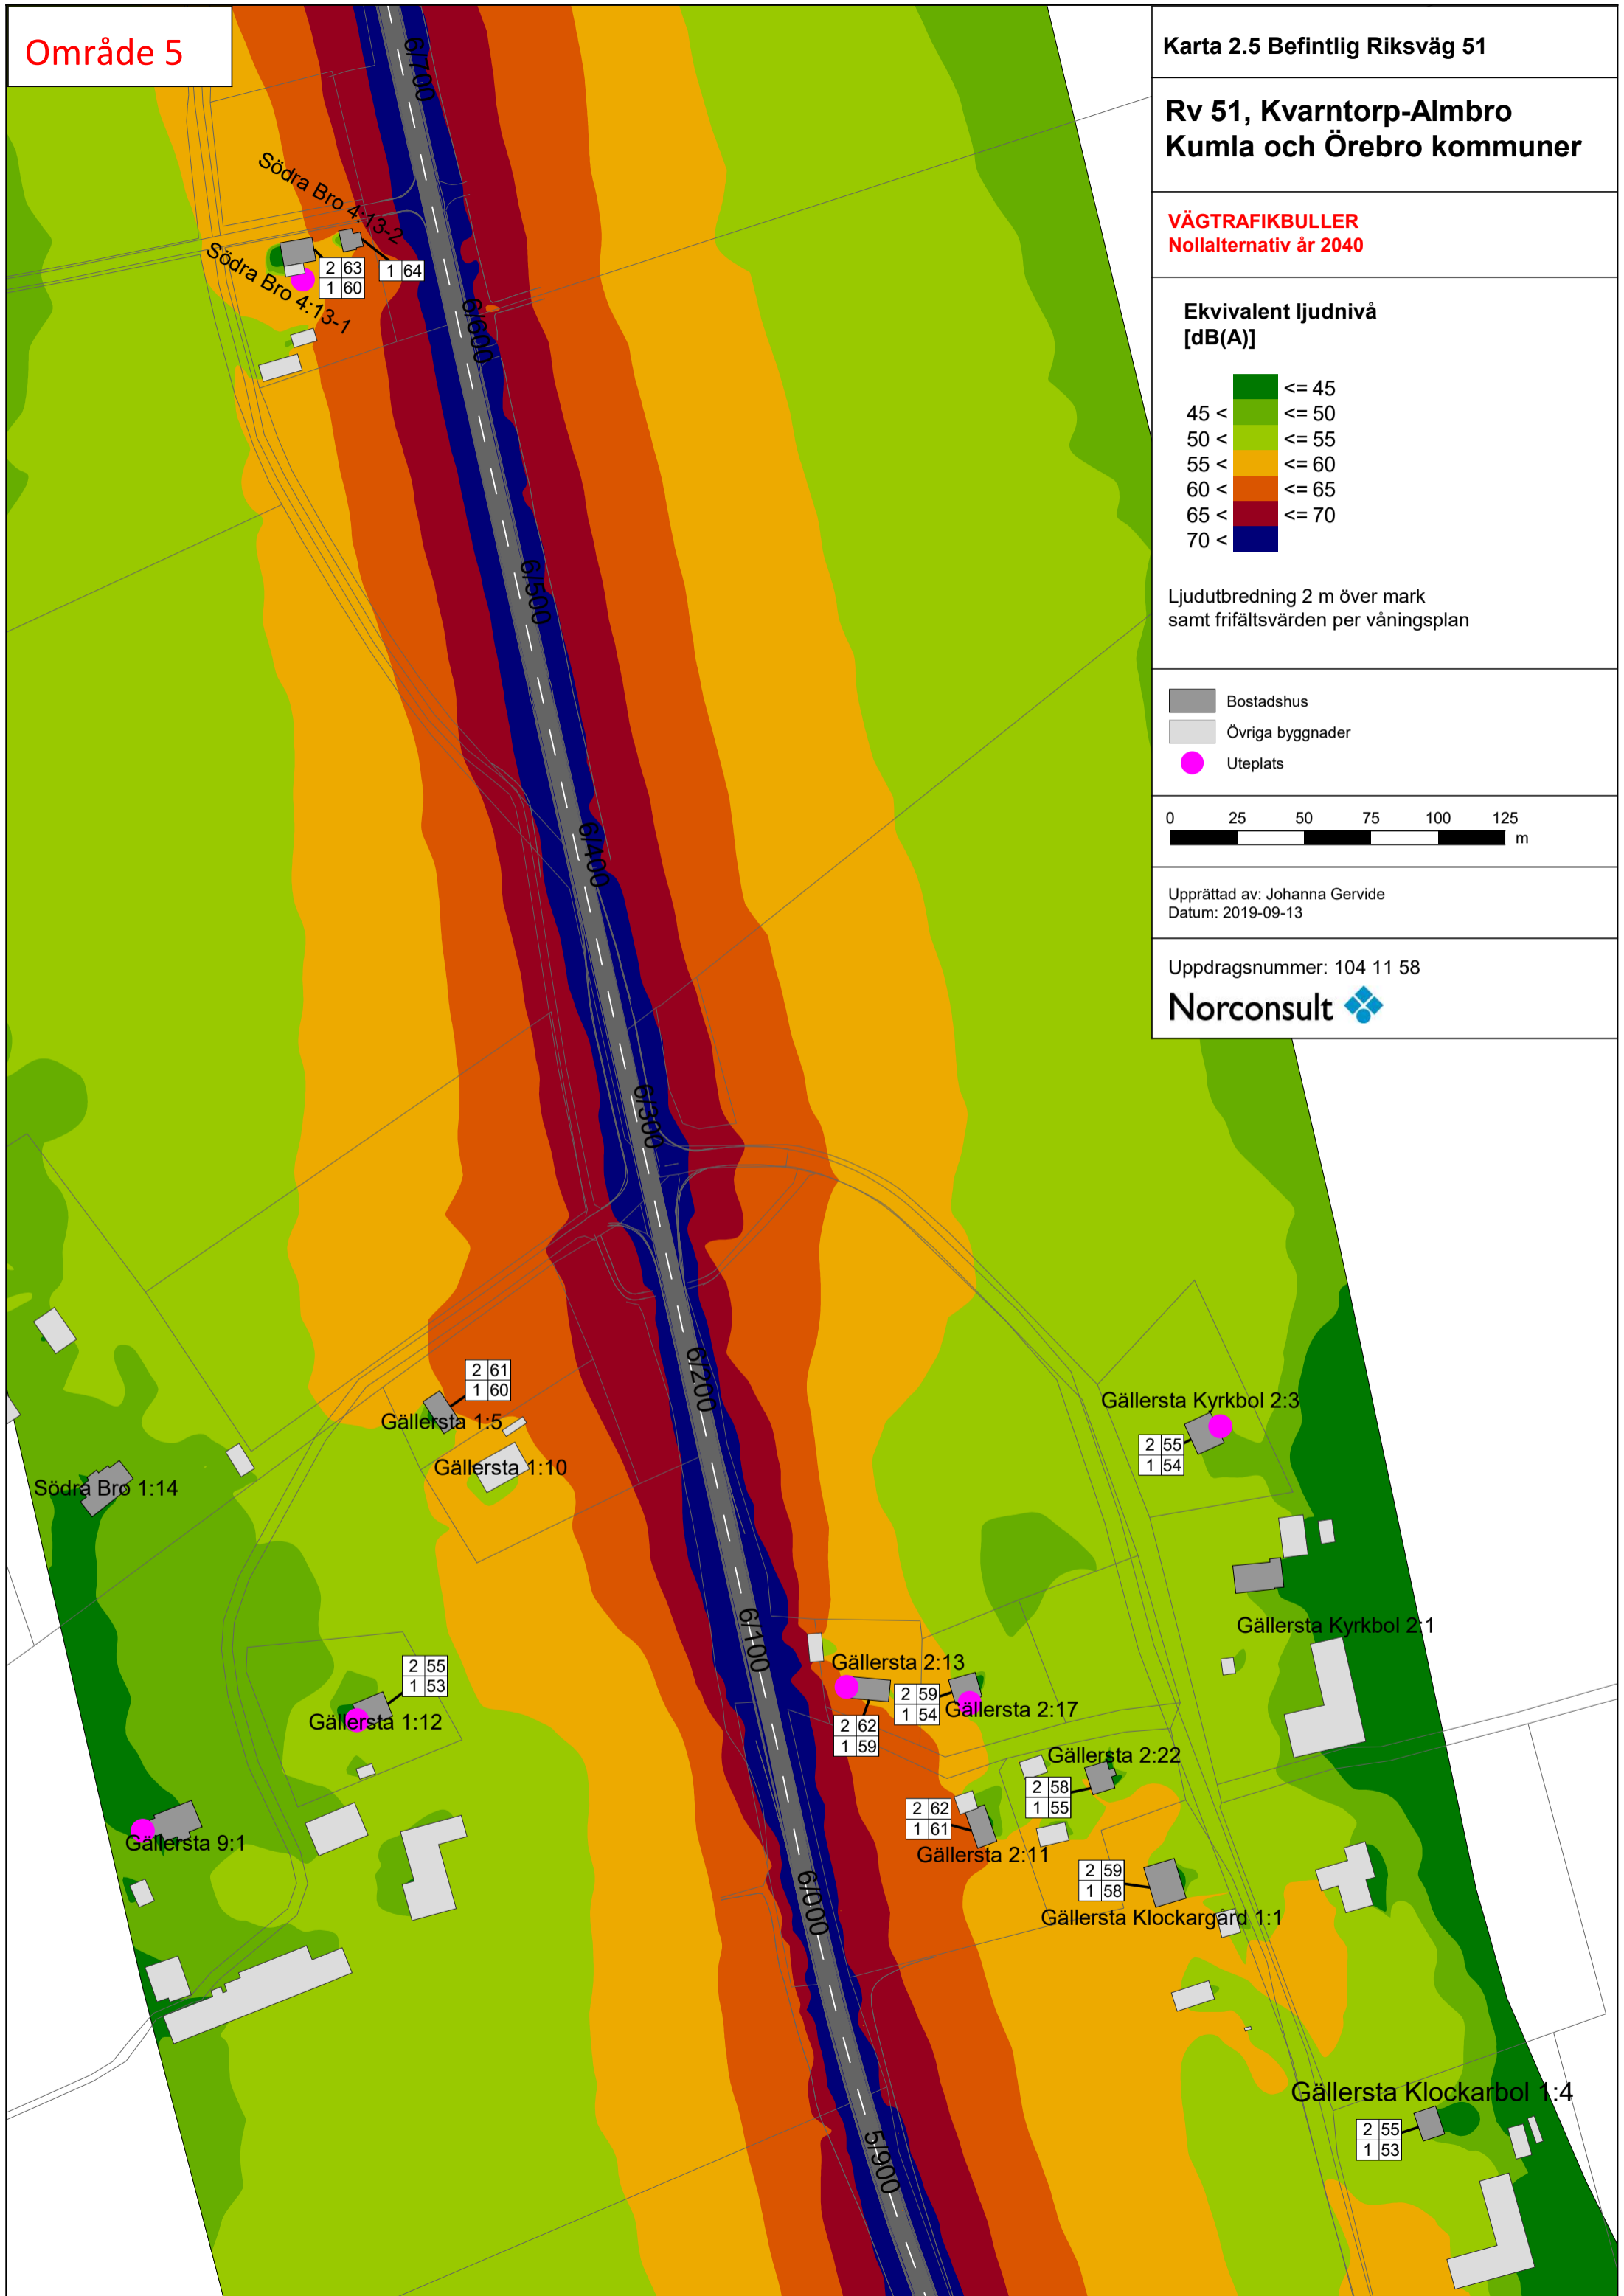 Område 5
Karta 2.5 Befintlig Riksväg 51
Rv 51, Kvarntorp-Almbro
Kumla och Örebro kommuner
VÄGTRAFIKBULLER
Nollalternativ år 2040
Ekvivalent ljudnivå
[dB(A)]
<= 45
45 < <= 50
50 < <= 55
55 < <= 60
60 < <= 65
65 < <= 70
70 <
Ljudutbredning 2 m över mark
samt frifältsvärden per våningsplan
Bostadshus
Övriga byggnader
Uteplats
0 25 50 75 100 125
m
Upprättad av: Johanna Gervide
Datum: 2019-09-13
Uppdragsnummer: 104 11 58
Norconsult
6/700
Södra Bro 4:13-2
1 64
Södra Bro 4:13-1
2 63
1 60
6/600
6/500
6/400
6/300
6/200
2 61
1 60
Gällersta 1:5
Gällersta 1:10
Gällersta Kyrkbol 2:3
2 55
1 54
Södra Bro 1:14
6/100
Gällersta Kyrkbol 2:1
2 55
1 53
Gällersta 1:12
Gällersta 2:13
2 62
1 59
2 59
1 54
Gällersta 2:17
Gällersta 2:22
2 58
1 55
2 62
1 61
Gällersta 2:11
Gällersta 9:1
2 59
1 58
Gällersta Klockargård 1:1
6/000
Gällersta Klockarbol 1:4
2 55
1 53
5/900